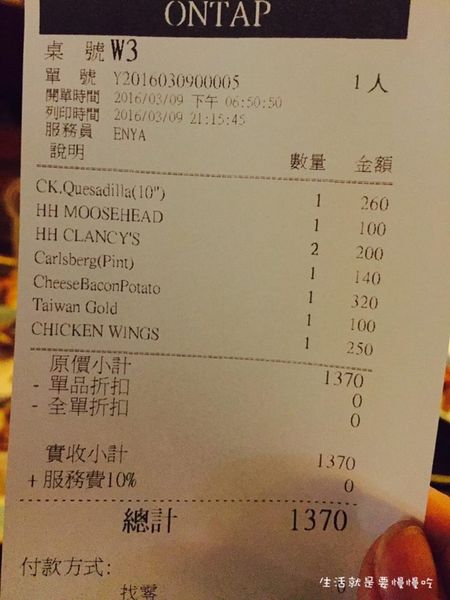 ONTAP
桌 號 W3
單 號 Y2016030900005 1 人
開單時間 2016/03/09 下午 06:50:50
列印時間 2016/03/09 21:15:45
服務員 ENYA
說明 數量 金額
CK.Quesadilla(10") 1 260
HH MOOSEHEAD 1 100
HH CLANCY'S 2 200
Carlsberg(Pint) 1 140
CheeseBaconPotato 1 320
Taiwan Gold 1 100
CHICKEN WINGS 1 250
原價小計 1370
- 單品折扣 0
- 全單折扣 0
實收小計 1370
+ 服務費10% 0
總計 1370
付款方式:
找零
生活就是要慢慢吃